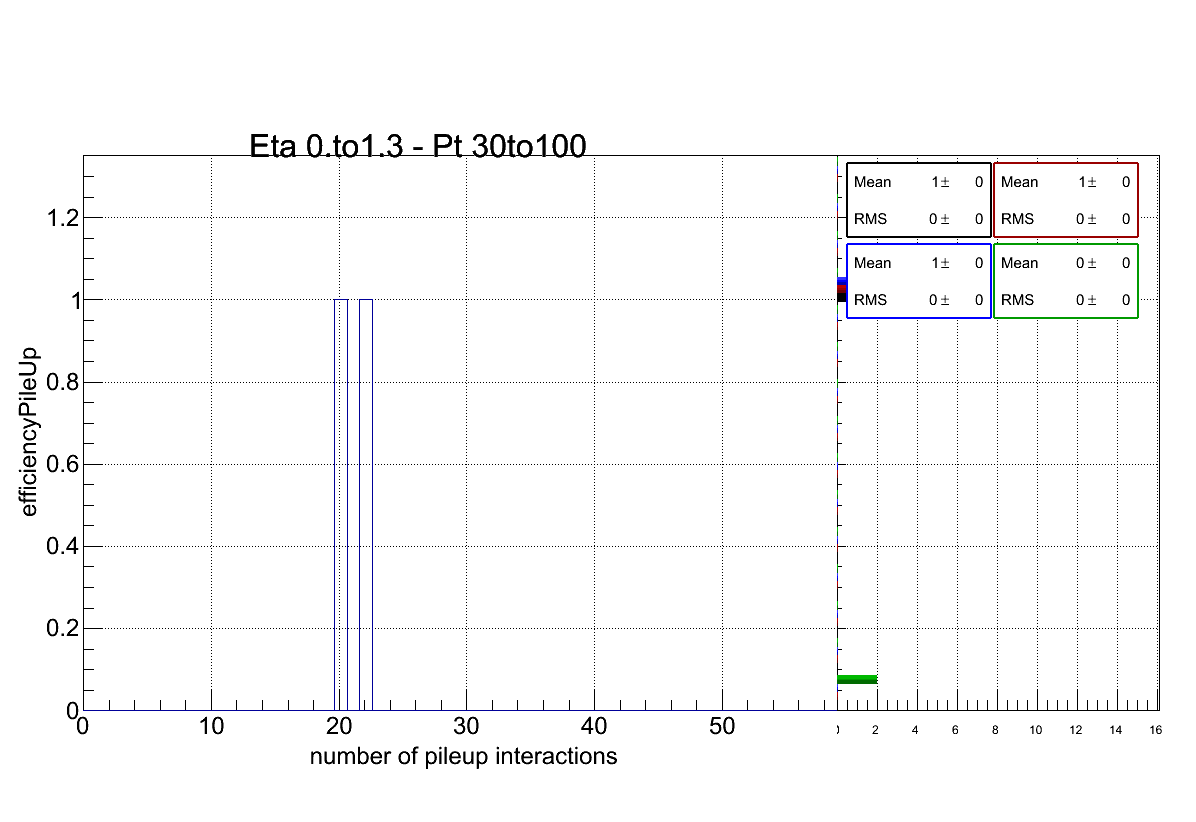 Eta 0.to1.3 - Pt 30to100
Mean 1± 0
RMS 0± 0
Mean 1± 0
RMS 0± 0
Mean 1± 0
RMS 0± 0
Mean 0± 0
RMS 0± 0
efficiencyPileUp
1.2
1
0.8
0.6
0.4
0.2
0
0 10 20 30 40 50
2 4 6 8 10 12 14 16
number of pileup interactions